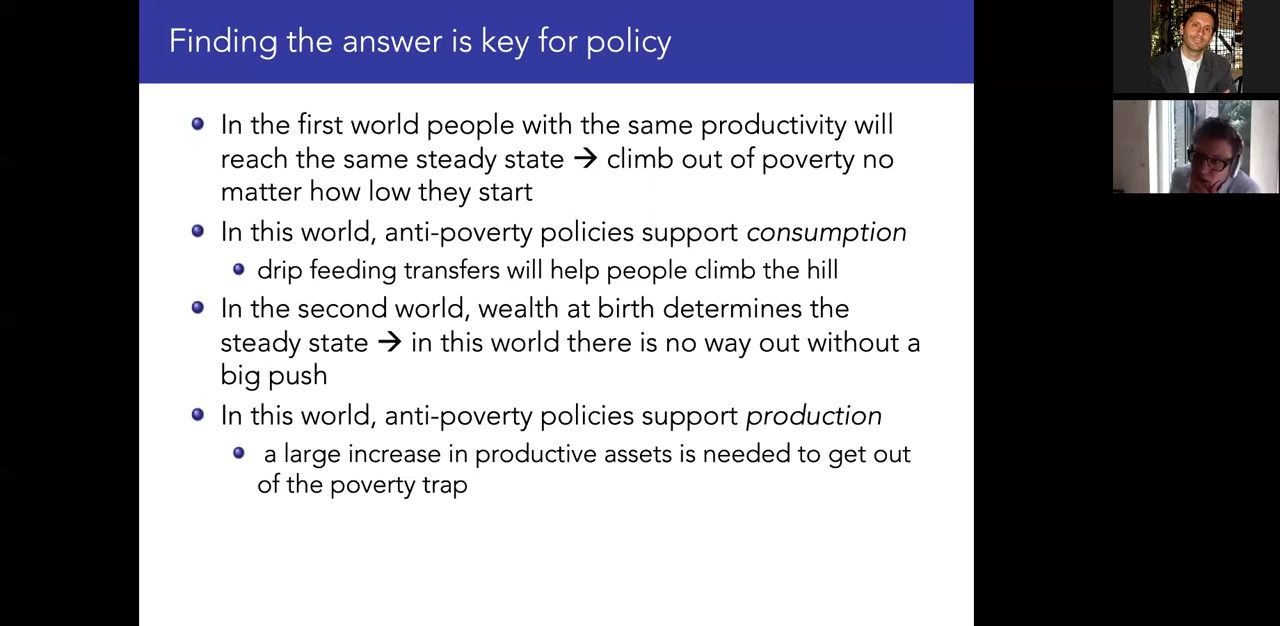 Finding the answer is key for policy
In the first world people with the same productivity will
reach the same steady state → climb out of poverty no
matter how low they start
In this world, anti-poverty policies support consumption
drip feeding transfers will help people climb the hill
In the second world, wealth at birth determines the
steady state → in this world there is no way out without a
big push
In this world, anti-poverty policies support production
a large increase in productive assets is needed to get out
of the poverty trap